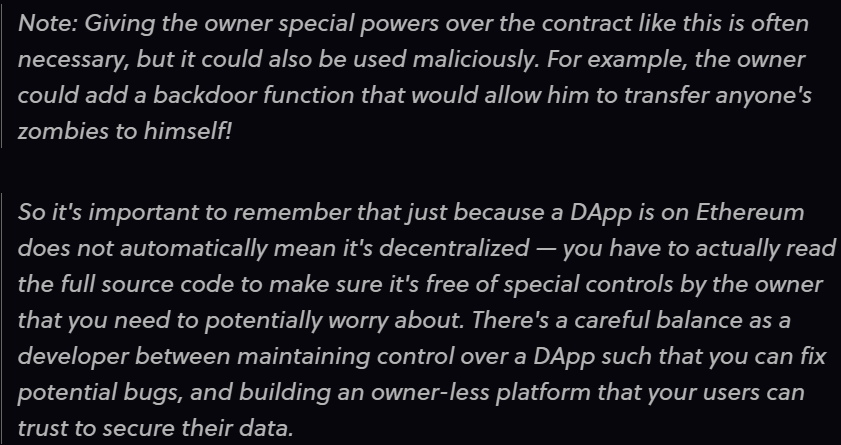 Note: Giving the owner special powers over the contract like this is often
necessary, but it could also be used maliciously. For example, the owner
could add a backdoor function that would allow him to transfer anyone's
zombies to himself!
So it's important to remember that just because a DApp is on Ethereum
does not automatically mean it's decentralized — you have to actually read
the full source code to make sure it's free of special controls by the owner
that you need to potentially worry about. There's a careful balance as a
developer between maintaining control over a DApp such that you can fix
potential bugs, and building an owner-less platform that your users can
trust to secure their data.